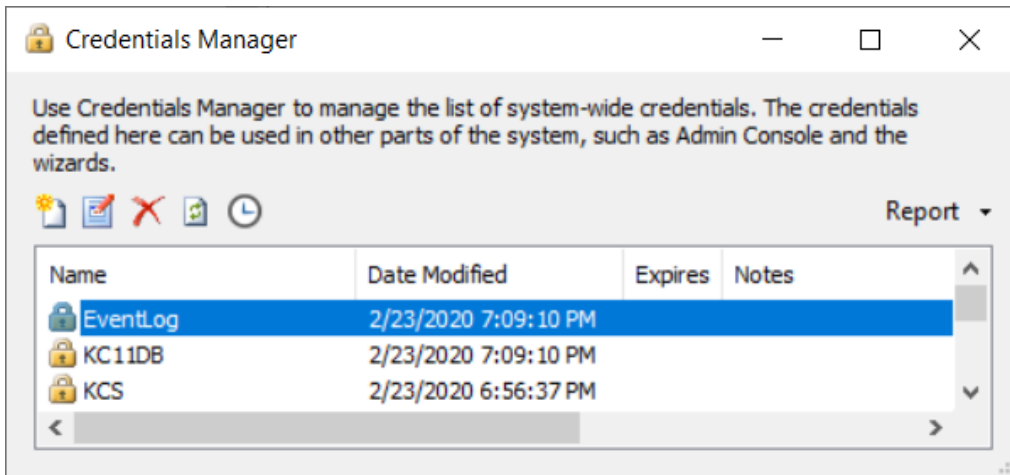 Credentials Manager
Use Credentials Manager to manage the list of system-wide credentials. The credentials
defined here can be used in other parts of the system, such as Admin Console and the
wizards.
Report
Name Date Modified Expires Notes
EventLog 2/23/2020 7:09:10 PM
KC11DB 2/23/2020 7:09:10 PM
KCS 2/23/2020 6:56:37 PM